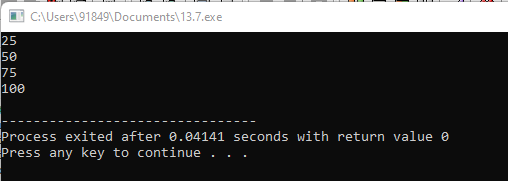 C:\Users\91849\Documents\13.7.exe
25
50
75
100
--------------------------------
Process exited after 0.04141 seconds with return value 0
Press any key to continue . . .